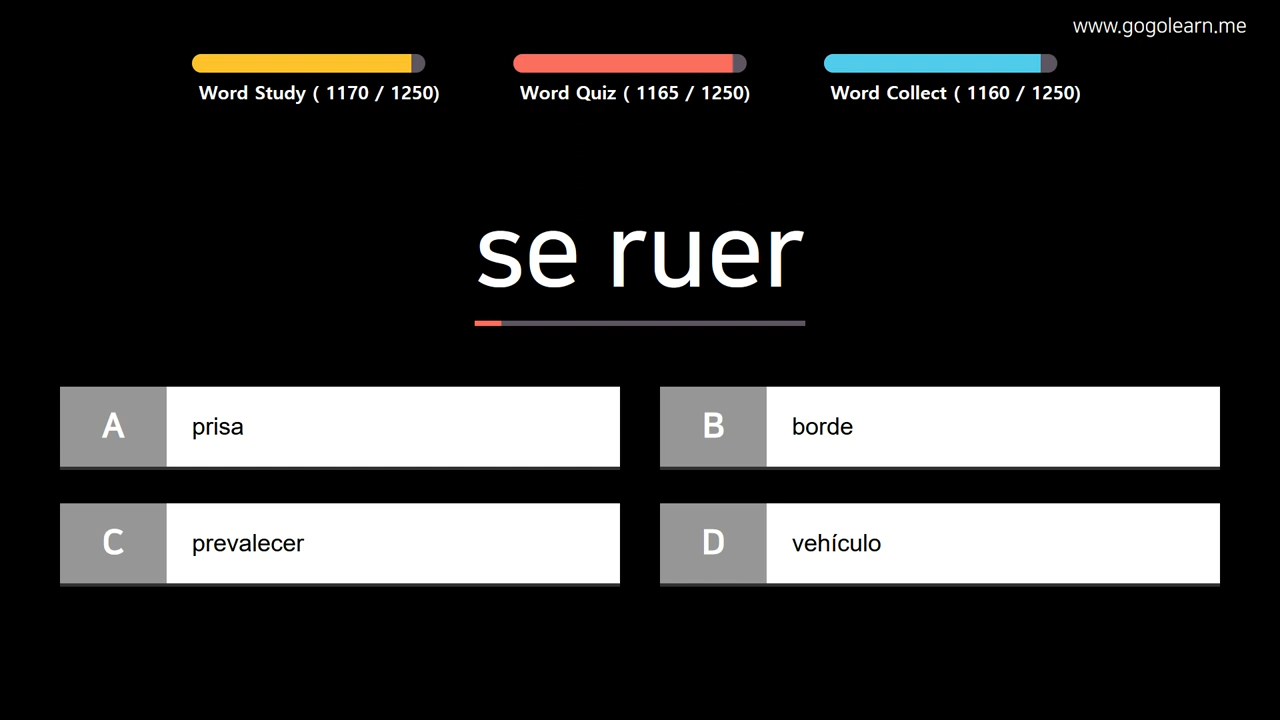 www.gogolearn.me
Word Study ( 1170 / 1250)
Word Quiz ( 1165 / 1250)
Word Collect ( 1160 / 1250)
se ruer
A prisa
B borde
C prevalecer
D vehículo